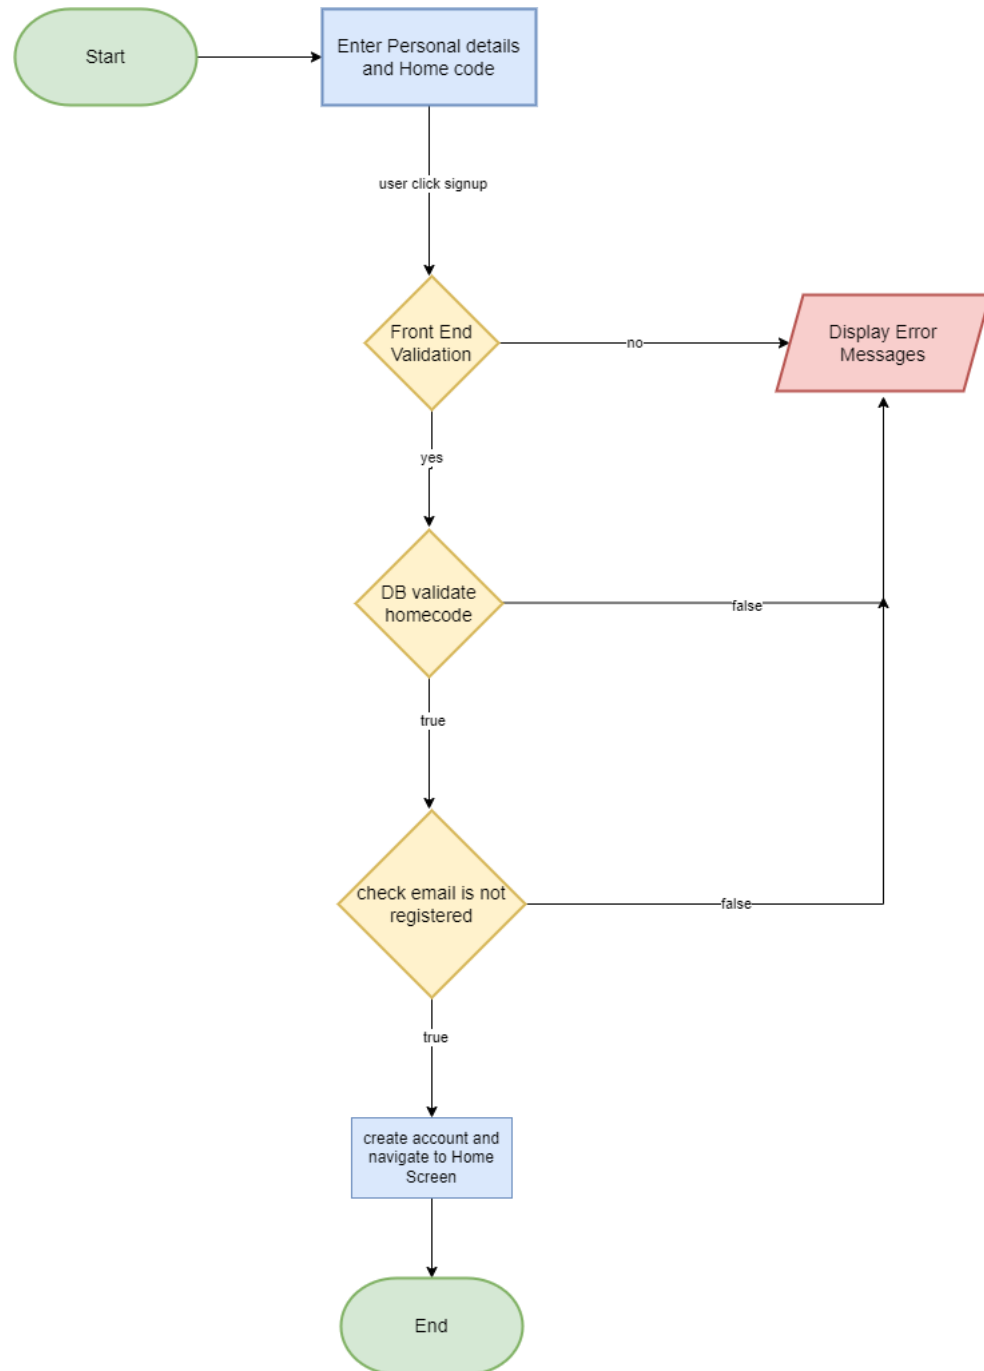 Start
Enter Personal details
and Home code
user click signup
Front End
Validation
no
Display Error
Messages
yes
DB validate
homecode
false
true
check email is not
registered
false
true
create account and
navigate to Home
Screen
End